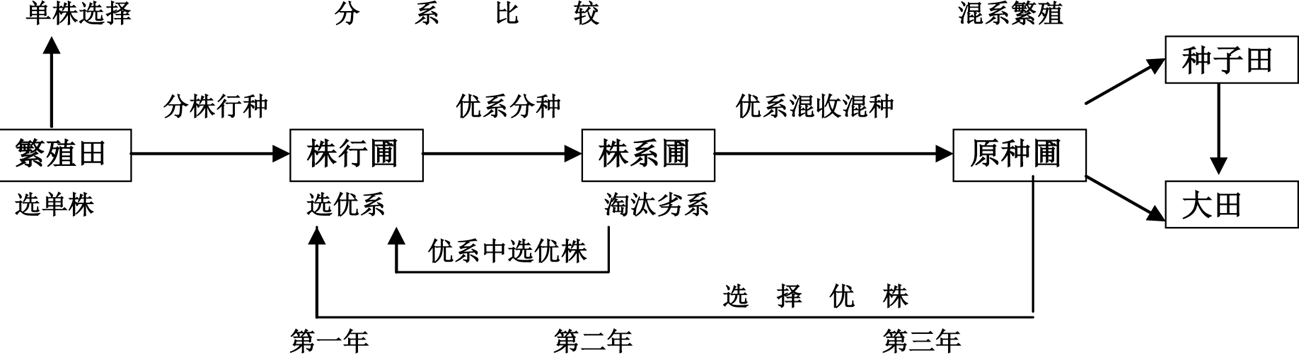 单株选择
分系比较
混系繁殖
种子田
分株行种
优系分种
优系混收混种
繁殖田
株行圃
株系圃
原种圃
选单株
选优系
淘汰劣系
大田
优系中选优株
选择优株
第一年
第二年
第三年